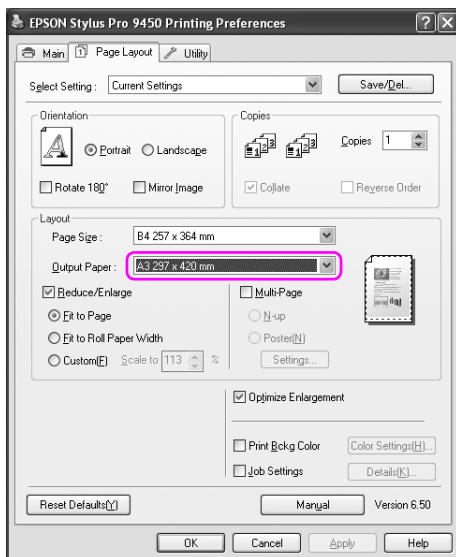 EPSON Stylus Pro 9450 Printing Preferences
Main Page Layout Utility
Select Setting : Current Settings Save/Del...
Orientation
Portrait Landscape
Rotate 180° Mirror Image
Copies
Copies 1
Collate Reverse Order
Layout
Page Size : B4 257 x 364 mm
Output Paper : A3 297 x 420 mm
Reduce/Enlarge
Fit to Page
Fit to Roll Paper Width
Custom(F) Scale to 113 %
Multi-Page
N-up
Poster(N)
Settings...
Optimize Enlargement
Print Bckg Color Color Settings(H)...
Job Settings Details(K)...
Reset Defaults(Y) Manual Version 6.50
OK Cancel Apply Help